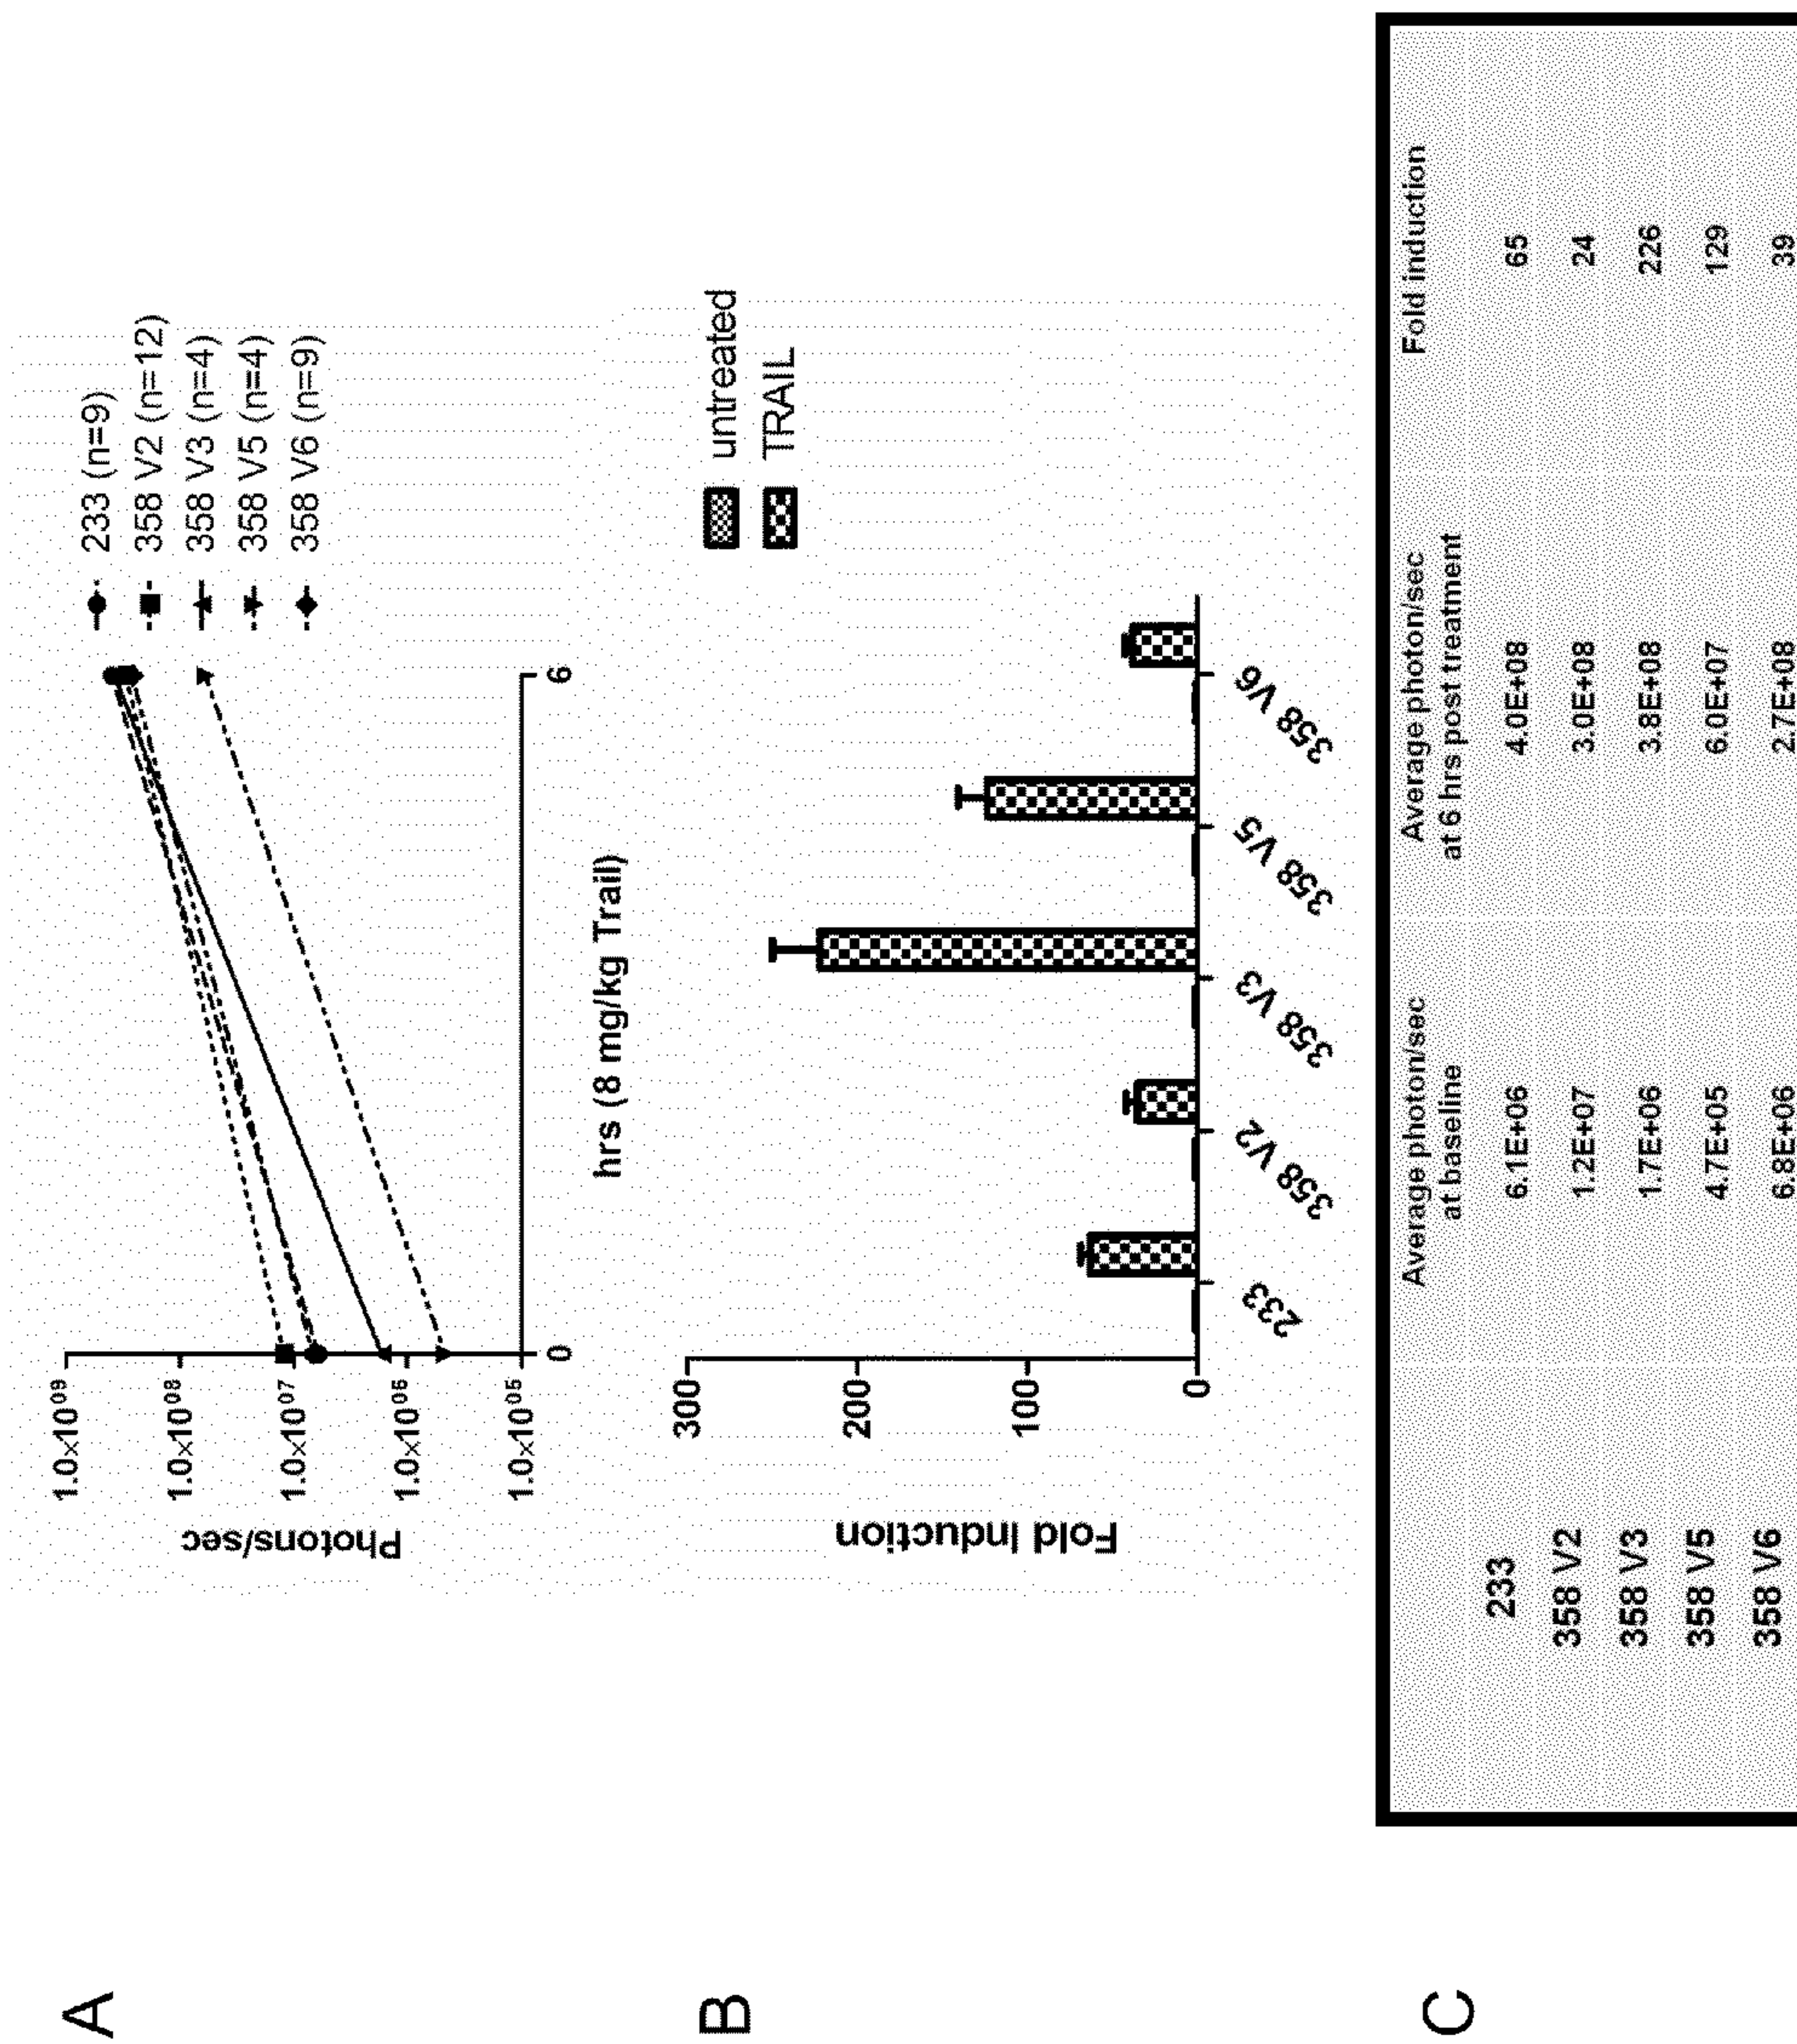 A
Photons/sec
1.0×10⁰⁹
1.0×10⁰⁸
1.0×10⁰⁷
1.0×10⁰⁶
1.0×10⁰⁵
0
6
hrs (8 mg/kg Trail)
233 (n=9)
358 V2 (n=12)
358 V3 (n=4)
358 V5 (n=4)
358 V6 (n=9)
B
Fold Induction
300
200
100
0
233
358 V2
358 V3
358 V5
358 V6
untreated
TRAIL
C
Average photon/sec at baseline Average photon/sec at 6 hrs post treatment Fold induction
233 6.1E+06 4.0E+08 65
358 V2 1.2E+07 3.0E+08 24
358 V3 1.7E+06 3.8E+08 226
358 V5 4.7E+05 6.0E+07 129
358 V6 6.8E+06 2.7E+08 39